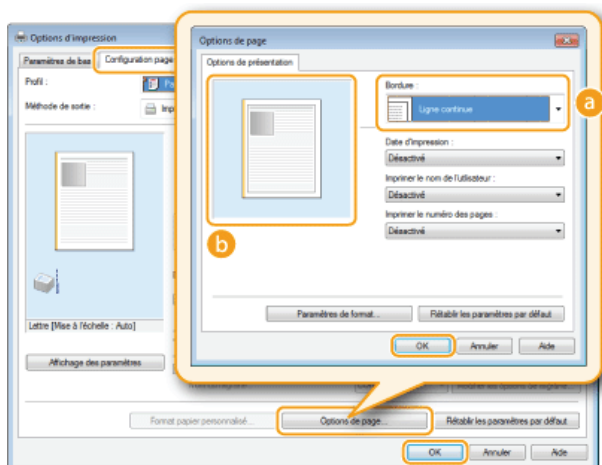 Options d'impression
Paramètres de bas
Configuration page
Profil :
Pa
Méthode de sortie :
Imp
Lettre [Mise à l'échelle : Auto]
Affichage des paramètres
Format papier personnalisé...
Options de page...
Rétablir les paramètres par défaut
OK
Annuler
Aide
Options de page
Options de présentation
Bordure :
Ligne continue
a
Date d'impression :
Désactivé
Imprimer le nom de l'utilisateur :
Désactivé
Imprimer le numéro des pages :
Désactivé
b
Paramètres de format...
Rétablir les paramètres par défaut
OK
Annuler
Aide